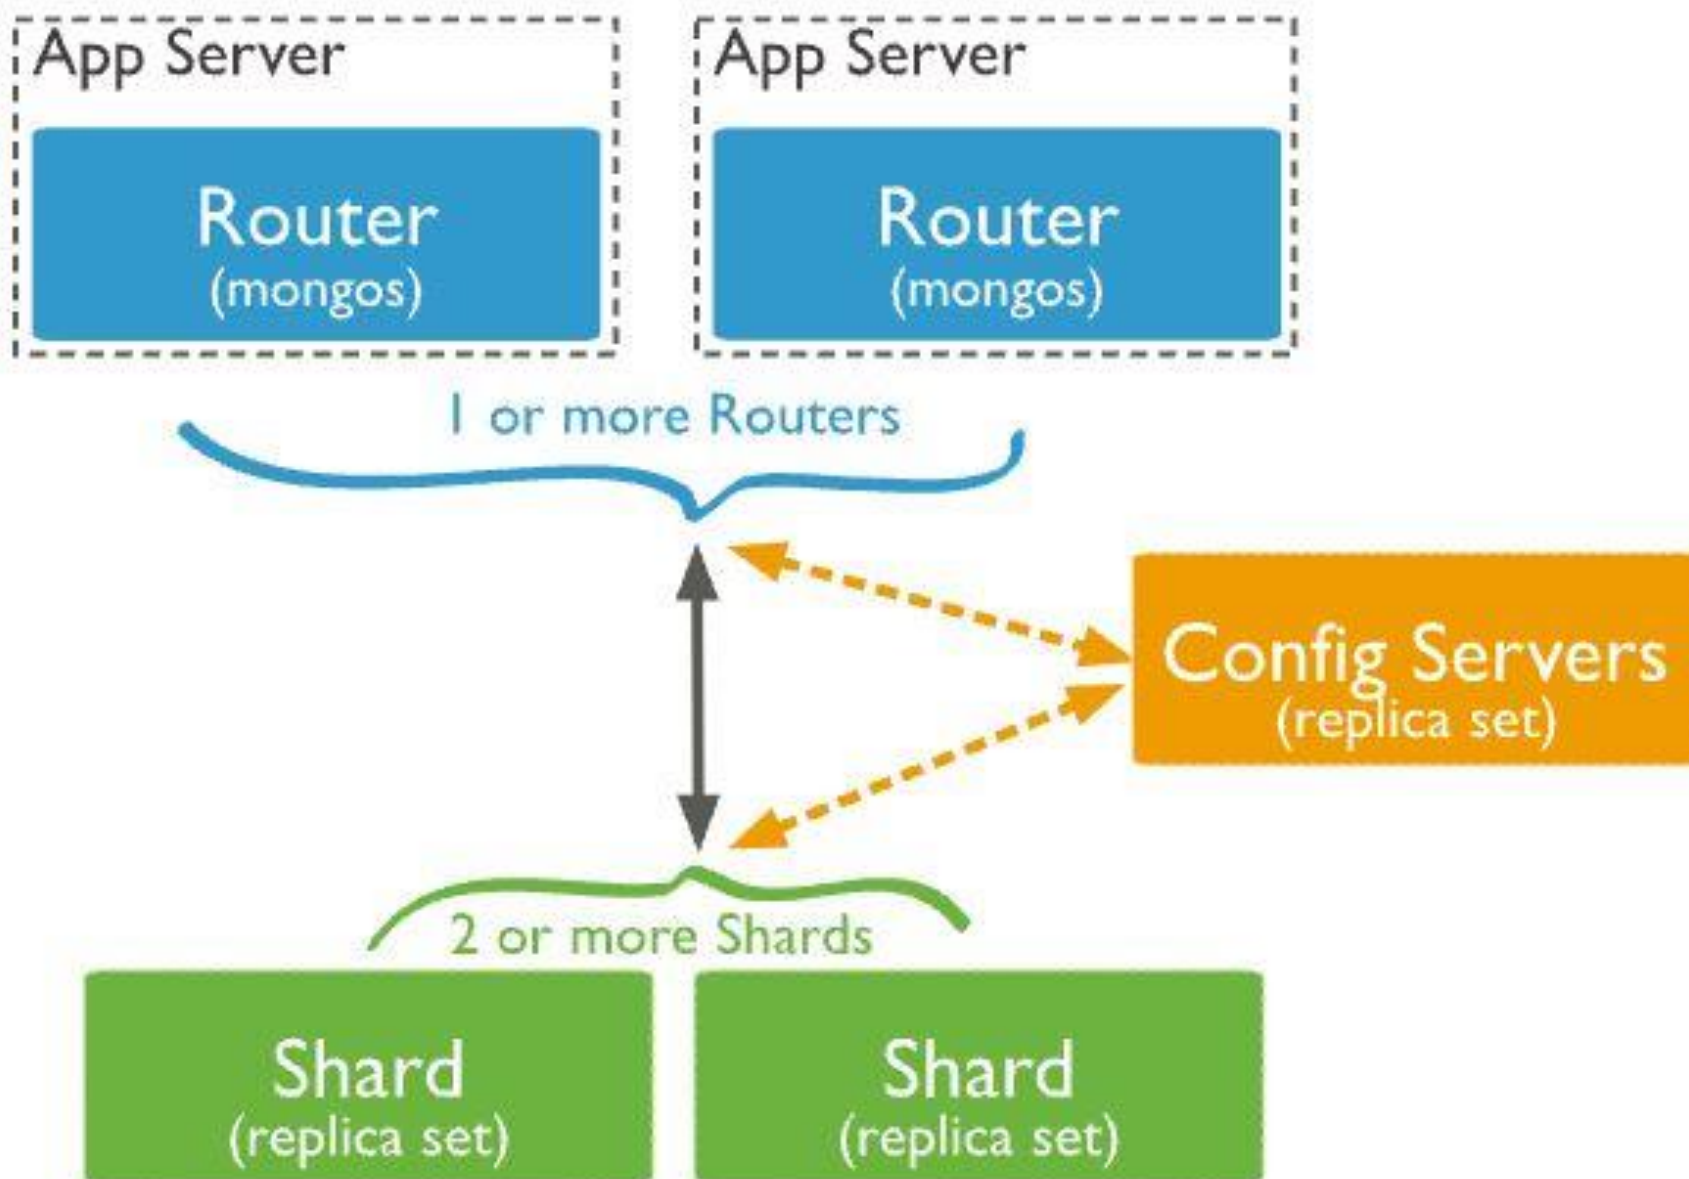 App Server
App Server
Router
(mongos)
Router
(mongos)
1 or more Routers
Config Servers
(replica set)
2 or more Shards
Shard
(replica set)
Shard
(replica set)